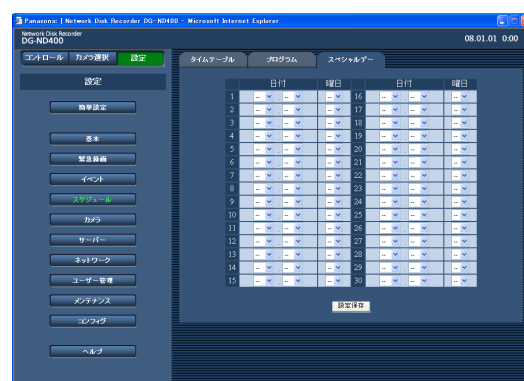 Panasonic | Network Disk Recorder DG-ND400 - Microsoft Internet Explorer
Network Disk Recorder
DG-ND400
08.01.01 0:00
コントロール カメラ選択 設定
タイムテーブル プログラム スペシャルデー
設定
簡単設定
基本
緊急録画
イベント
スケジュール
カメラ
サーバー
ネットワーク
ユーザー管理
メンテナンス
コンフィグ
ヘルプ
日付 曜日 日付 曜日
1 -- -- -- 16 -- -- --
2 -- -- -- 17 -- -- --
3 -- -- -- 18 -- -- --
4 -- -- -- 19 -- -- --
5 -- -- -- 20 -- -- --
6 -- -- -- 21 -- -- --
7 -- -- -- 22 -- -- --
8 -- -- -- 23 -- -- --
9 -- -- -- 24 -- -- --
10 -- -- -- 25 -- -- --
11 -- -- -- 26 -- -- --
12 -- -- -- 27 -- -- --
13 -- -- -- 28 -- -- --
14 -- -- -- 29 -- -- --
15 -- -- -- 30 -- -- --
設定保存